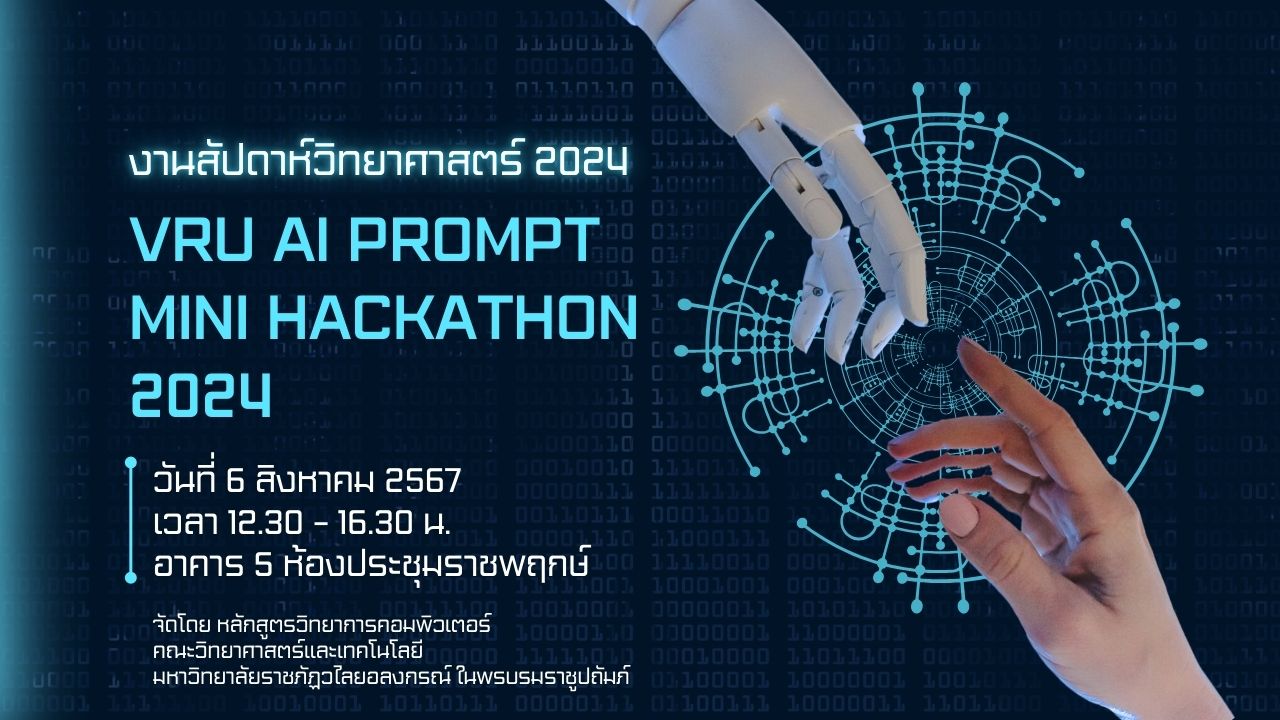 งานสัปดาห์วิทยาศาสตร์ 2024
VRU AI PROMPT
MINI HACKATHON
2024
วันที่ 6 สิงหาคม 2567
เวลา 12.30 - 16.30 น.
อาคาร 5 ห้องประชุมราชพฤกษ์
จัดโดย หลักสูตรวิทยาการคอมพิวเตอร์
คณะวิทยาศาสตร์และเทคโนโลยี
มหาวิทยาลัยราชภัฏวไลยอลงกรณ์ ในพรบรมราชูปถัมภ์